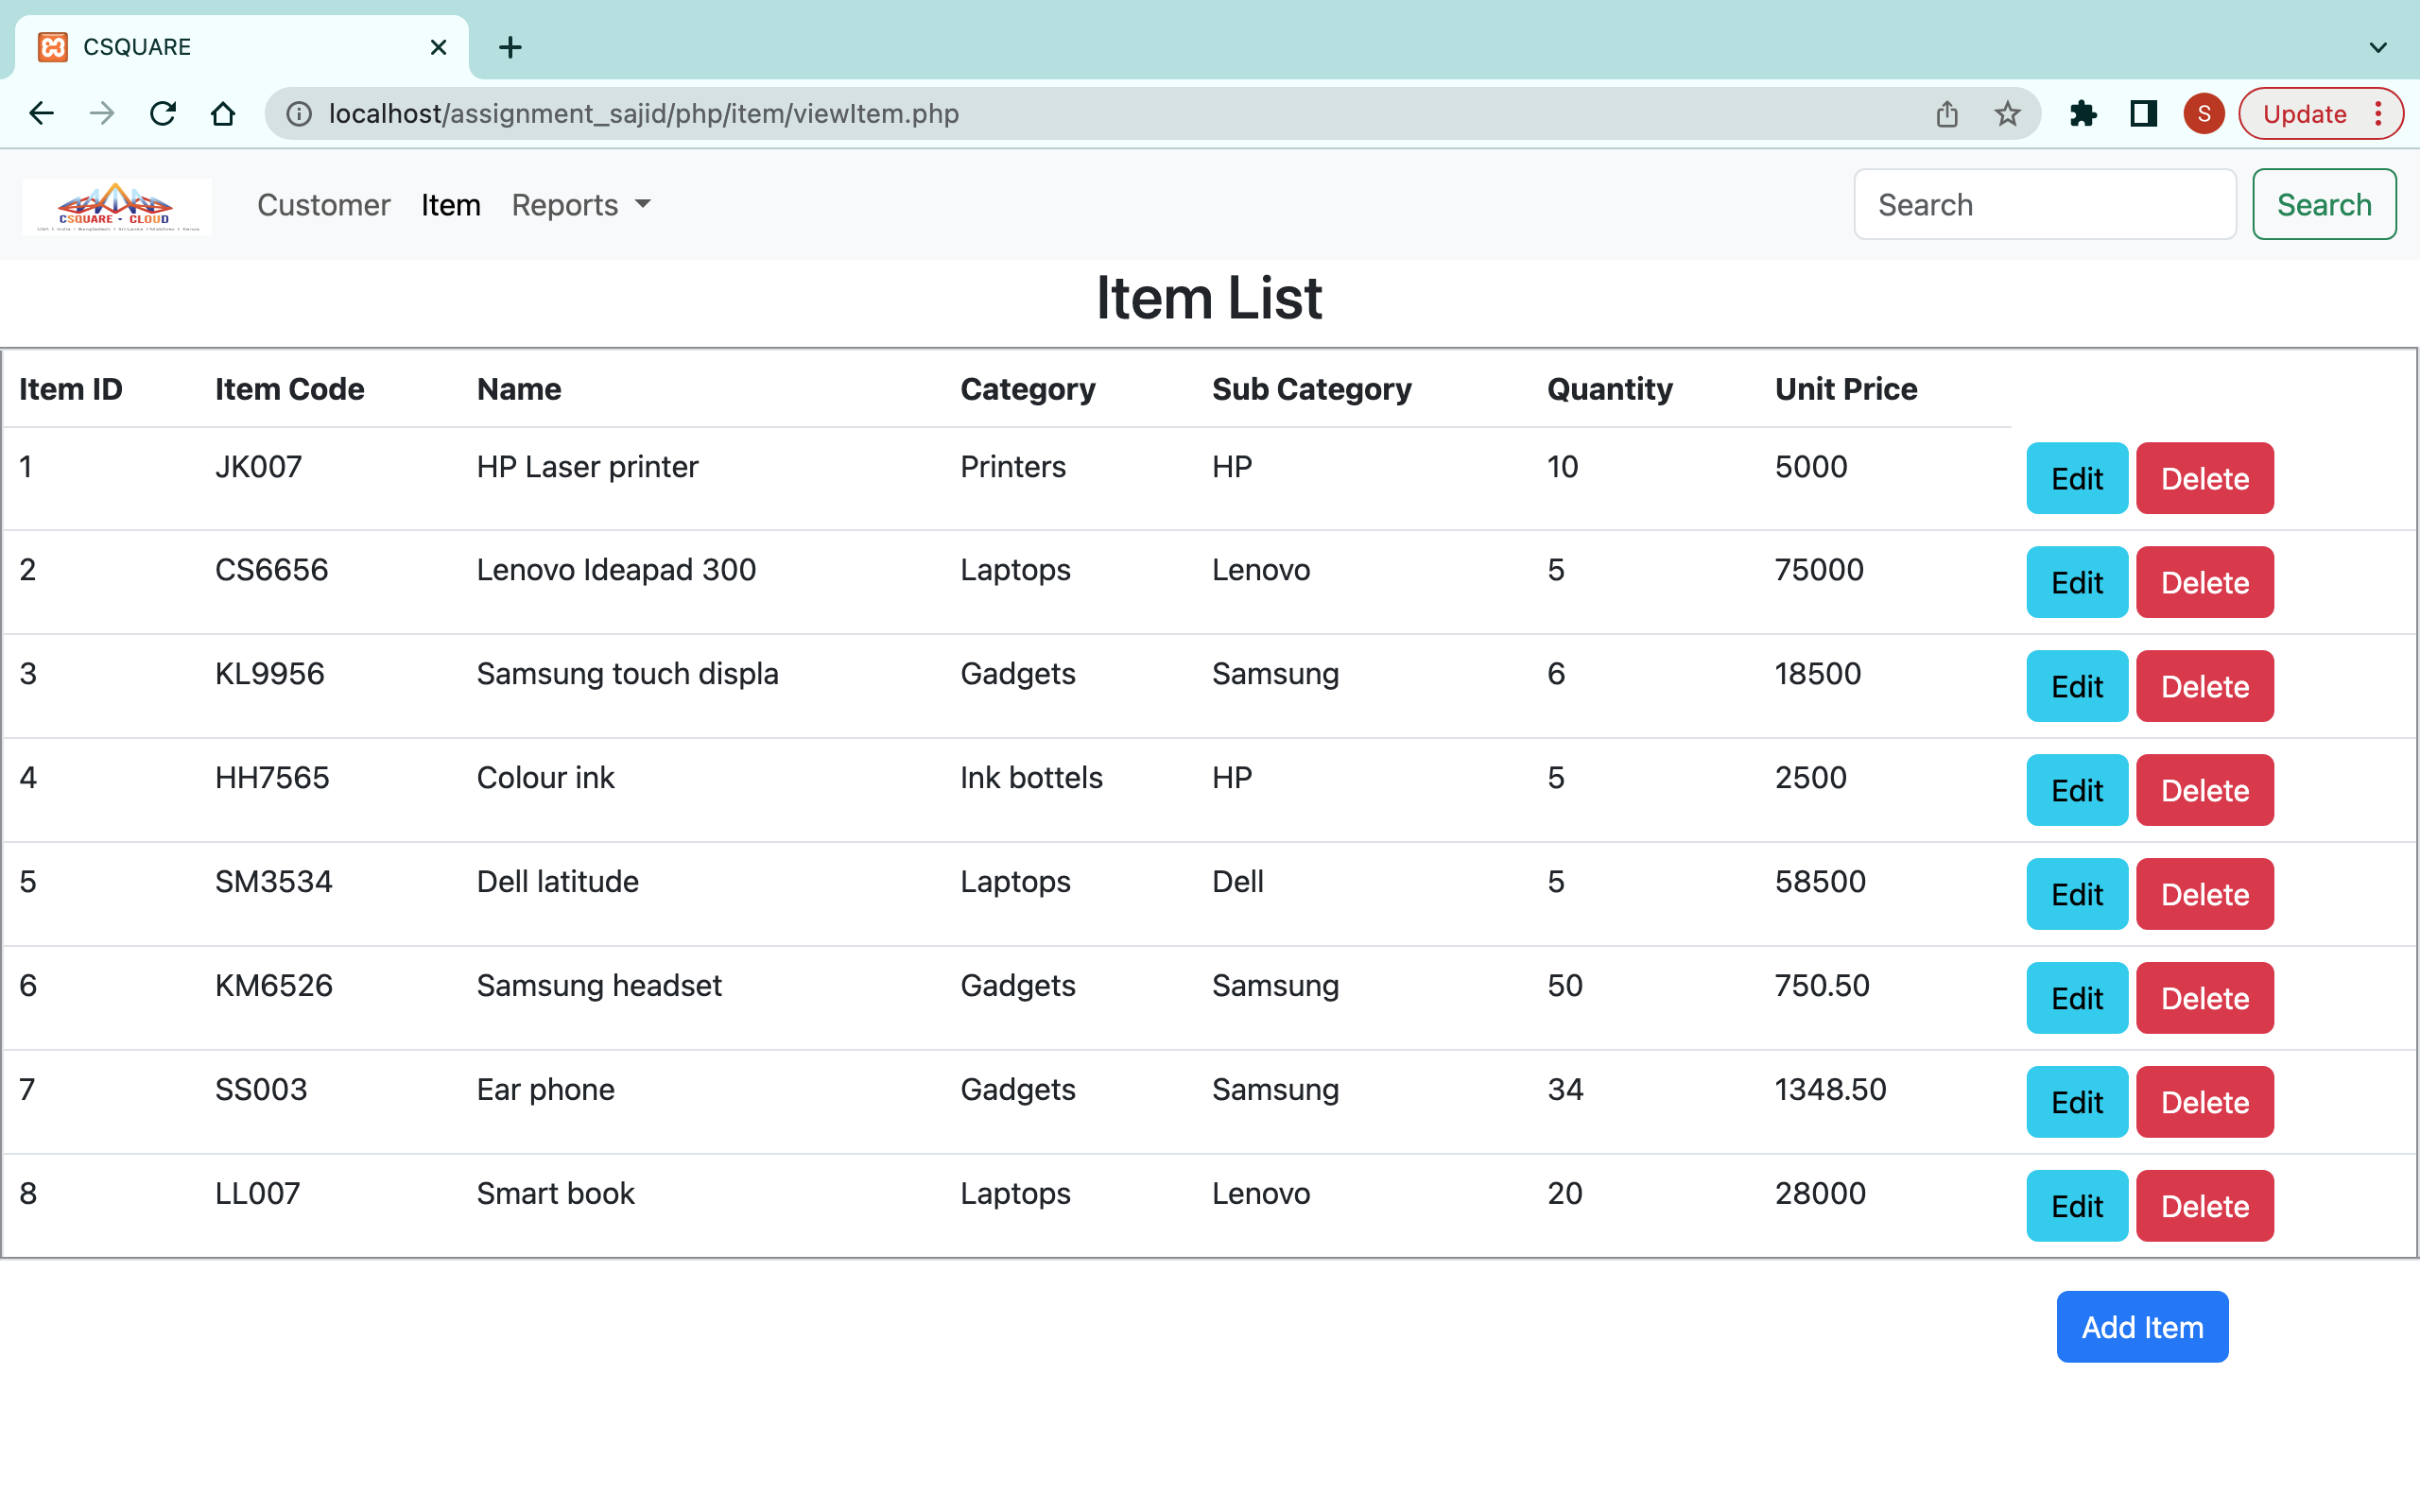 CSQUARE
localhost/assignment_sajid/php/item/viewItem.php
S
Update
CSQUARE - CLOUD
Customer Item Reports
Search Search
Item List
Item ID Item Code Name Category Sub Category Quantity Unit Price
1 JK007 HP Laser printer Printers HP 10 5000 Edit Delete
2 CS6656 Lenovo Ideapad 300 Laptops Lenovo 5 75000 Edit Delete
3 KL9956 Samsung touch displa Gadgets Samsung 6 18500 Edit Delete
4 HH7565 Colour ink Ink bottels HP 5 2500 Edit Delete
5 SM3534 Dell latitude Laptops Dell 5 58500 Edit Delete
6 KM6526 Samsung headset Gadgets Samsung 50 750.50 Edit Delete
7 SS003 Ear phone Gadgets Samsung 34 1348.50 Edit Delete
8 LL007 Smart book Laptops Lenovo 20 28000 Edit Delete
Add Item